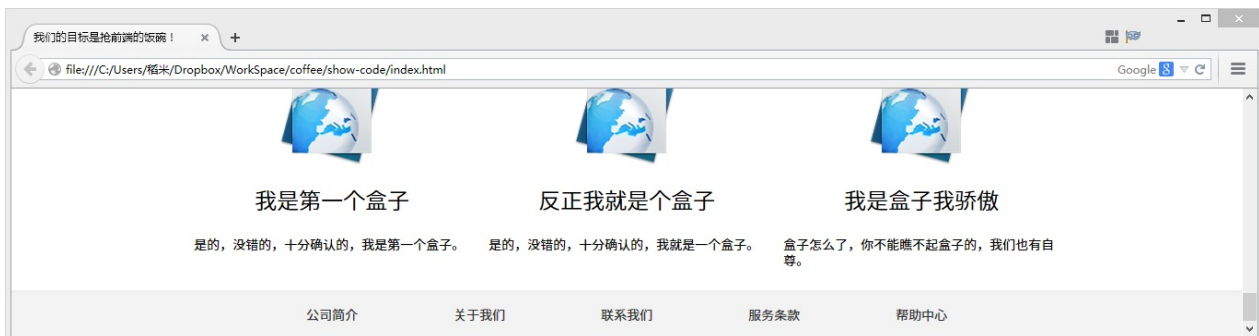 我们的目标是抢前端的饭碗！
file:///C:/Users/稻米/Dropbox/WorkSpace/coffee/show-code/index.html
Google 8
我是第一个盒子 反正我就是个盒子 我是盒子我骄傲
是的，没错的，十分确认的，我是第一个盒子。 是的，没错的，十分确认的，我就是一个盒子。 盒子怎么了，你不能瞧不起盒子的，我们也有自
尊。
公司简介 关于我们 联系我们 服务条款 帮助中心